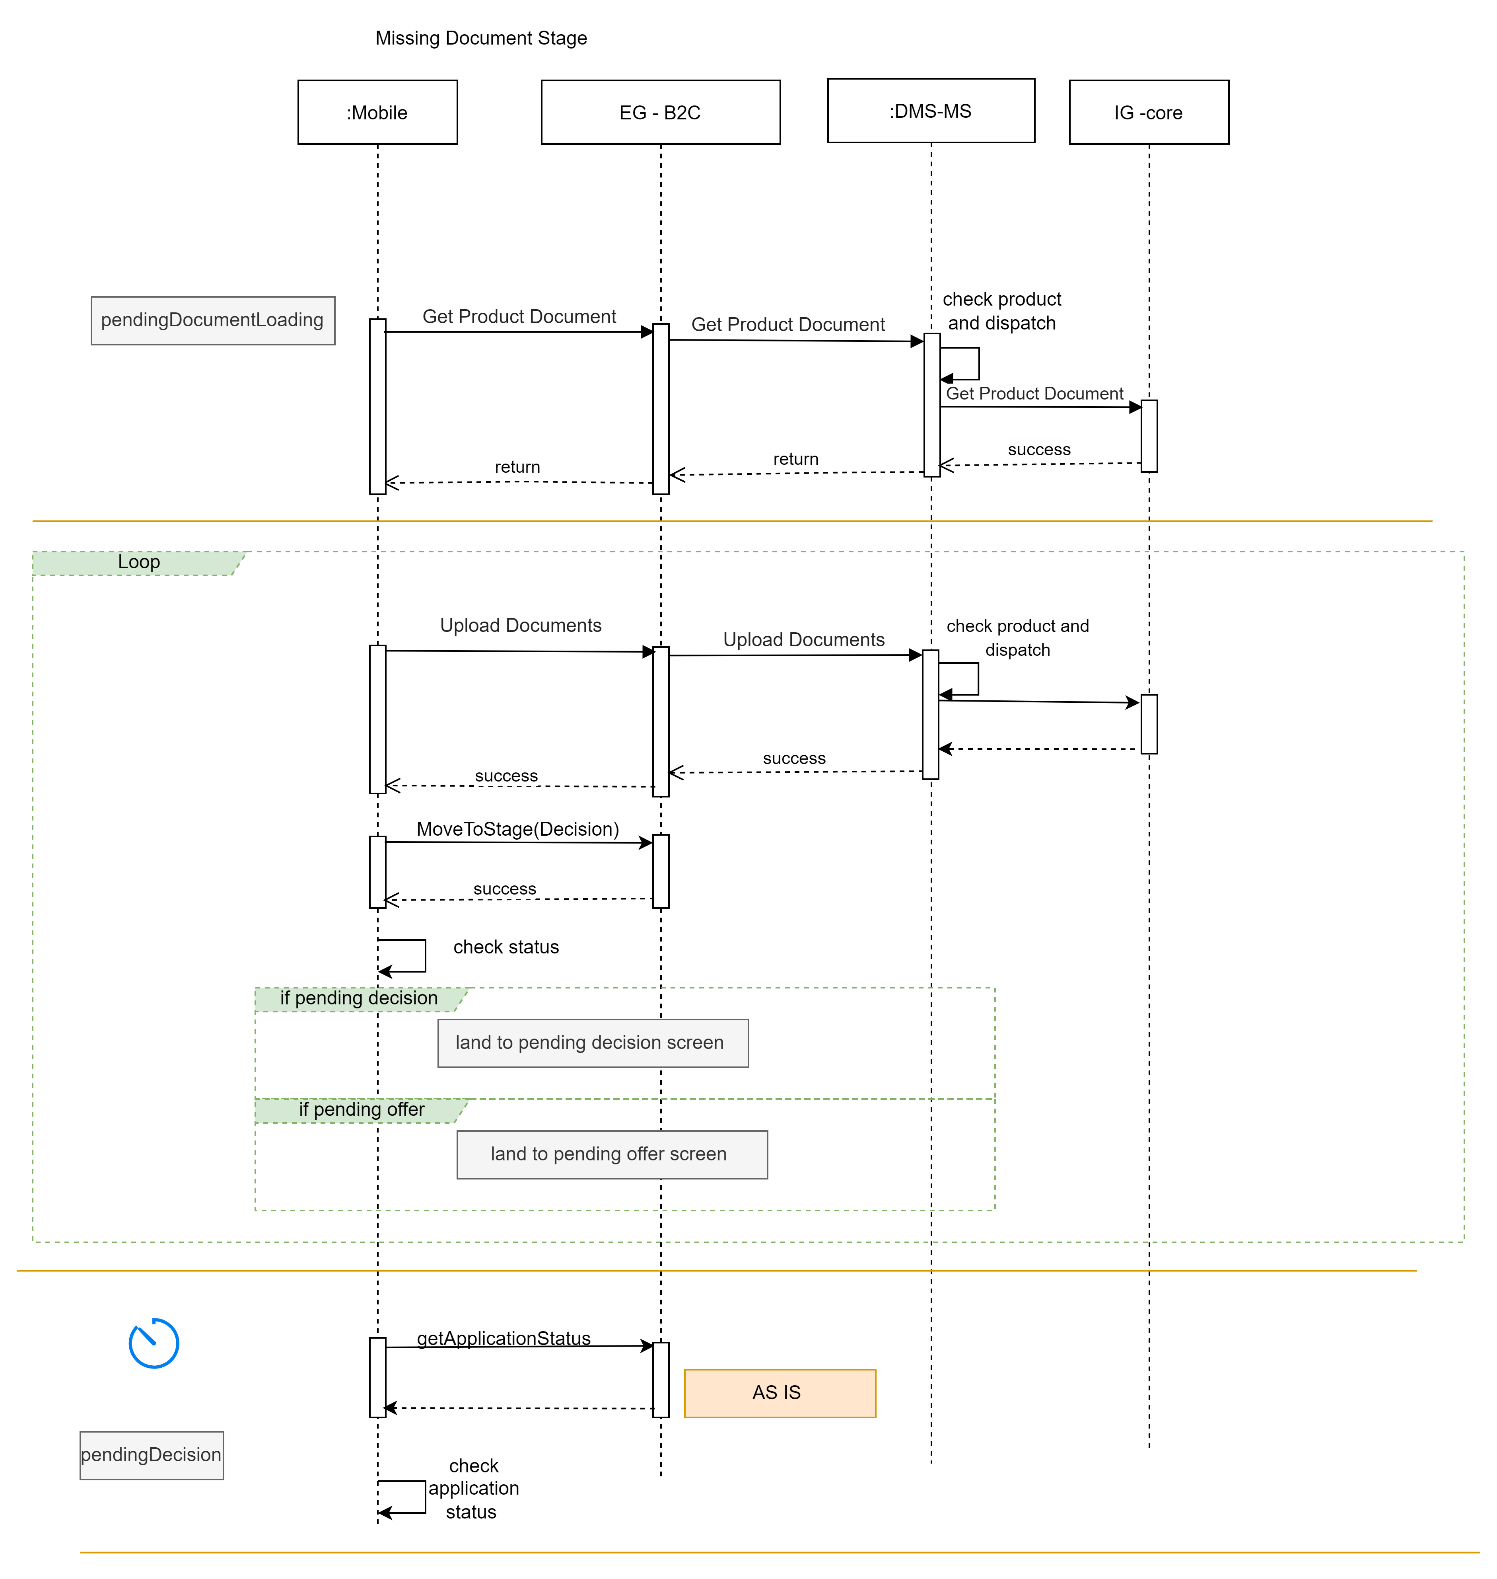 Missing Document Stage
:Mobile
EG - B2C
:DMS-MS
IG -core
pendingDocumentLoading
Get Product Document
Get Product Document
check product
and dispatch
Get Product Document
return
return
success
Loop
Upload Documents
Upload Documents
check product and
dispatch
success
success
MoveToStage(Decision)
success
check status
if pending decision
land to pending decision screen
if pending offer
land to pending offer screen
getApplicationStatus
AS IS
pendingDecision
check
application
status